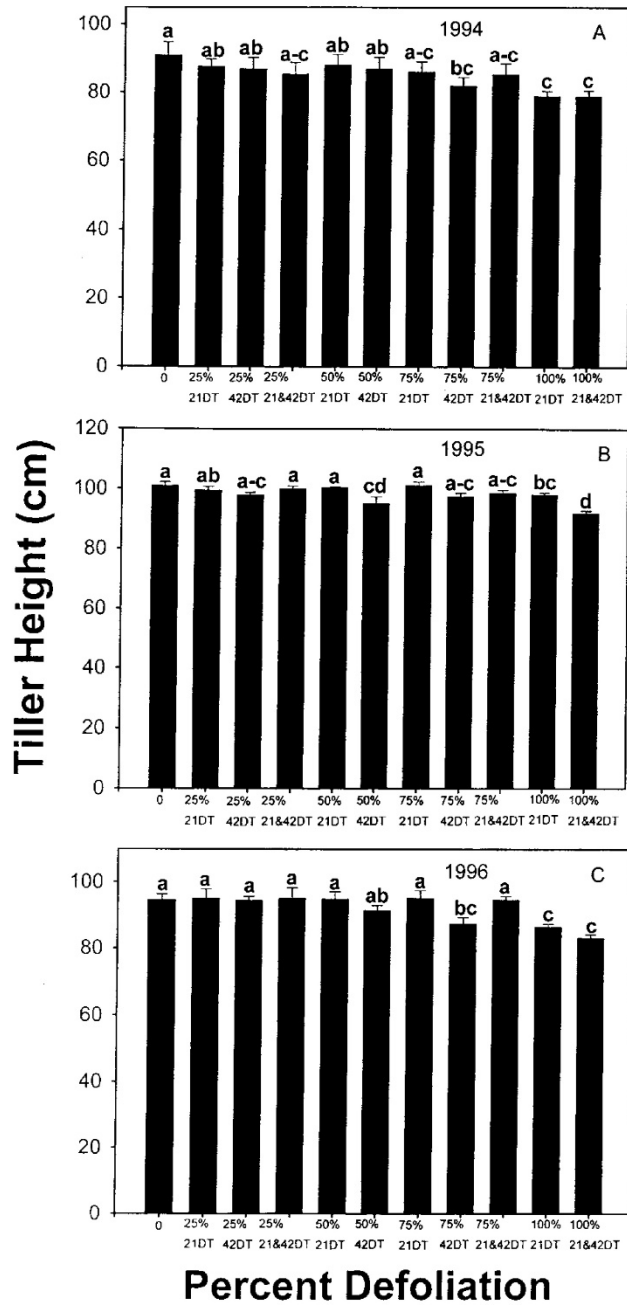 Tiller Height (cm)
1994
A
100
80
60
40
20
0
a ab ab a-c ab ab a-c bc a-c c c
0 25% 25% 25% 50% 50% 75% 75% 75% 100% 100%
21DT 42DT 21&42DT 21DT 42DT 21DT 42DT 21&42DT 21DT 21&42DT
1995
B
120
100
80
60
40
20
0
a ab a-c a a cd a a-c a-c bc d
0 25% 25% 25% 50% 50% 75% 75% 75% 100% 100%
21DT 42DT 21&42DT 21DT 42DT 21DT 42DT 21&42DT 21DT 21&42DT
1996
C
100
80
60
40
20
0
a a a a a ab a bc a c c
0 25% 25% 25% 50% 50% 75% 75% 75% 100% 100%
21DT 42DT 21&42DT 21DT 42DT 21DT 42DT 21&42DT 21DT 21&42DT
Percent Defoliation